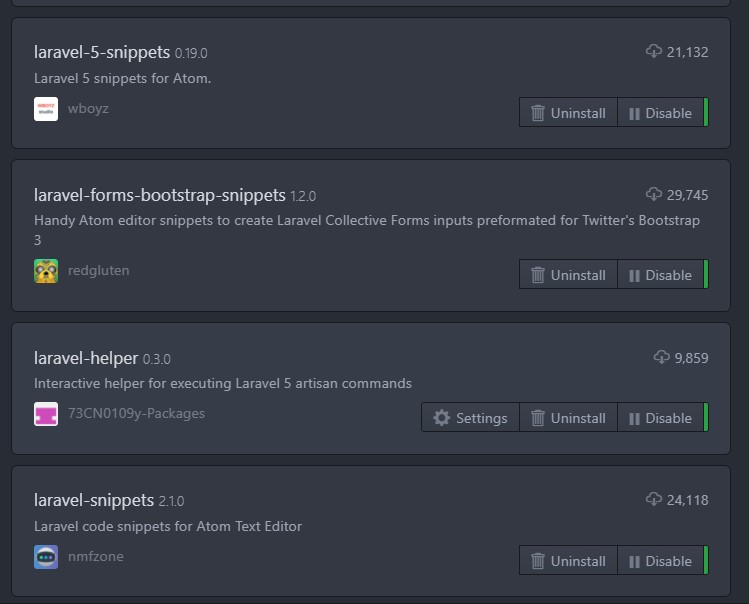 laravel-5-snippets 0.19.0 21,132
Laravel 5 snippets for Atom.
WBOYZ
studio
wboyz Uninstall Disable
laravel-forms-bootstrap-snippets 1.2.0 29,745
Handy Atom editor snippets to create Laravel Collective Forms inputs preformated for Twitter's Bootstrap
3
redgluten Uninstall Disable
laravel-helper 0.3.0 9,859
Interactive helper for executing Laravel 5 artisan commands
73CN0109y-Packages Settings Uninstall Disable
laravel-snippets 2.1.0 24,118
Laravel code snippets for Atom Text Editor
nmfzone Uninstall Disable